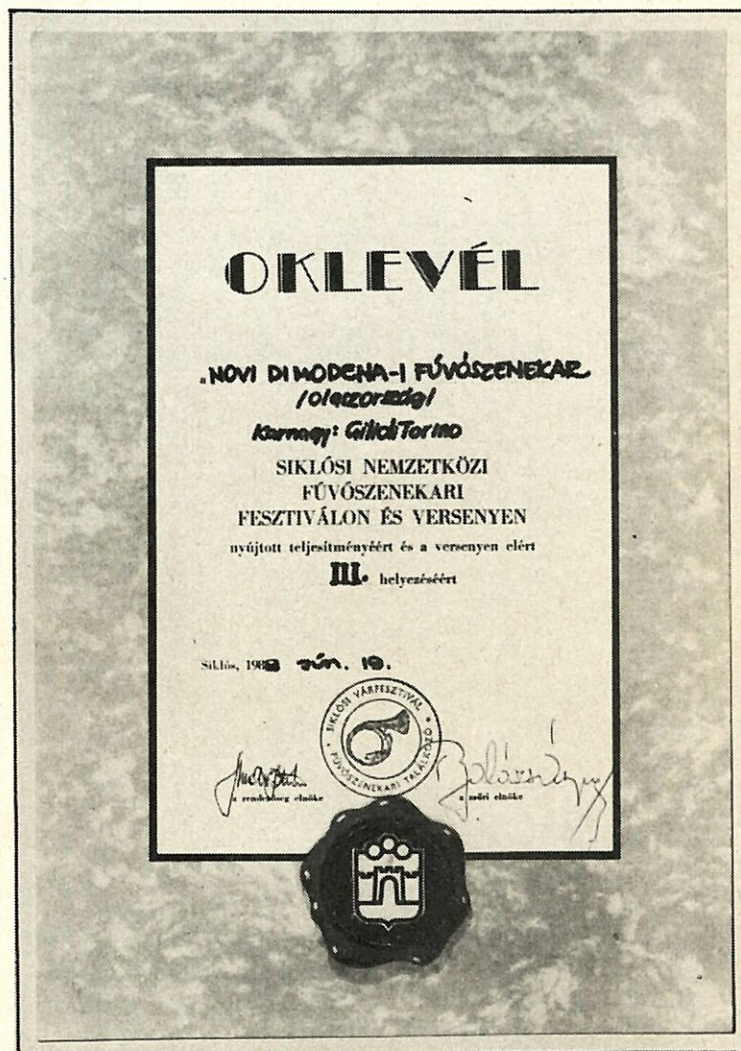 OKLEVÉL
„NOVI DI MODENA-I FÚVÓSZENEKAR
/olaszország/
Karnagy: Gilioli Torino
SIKLÓSI NEMZETKÖZI
FÚVÓSZENEKARI
FESZTIVÁLON ÉS VERSENYEN
nyújtott teljesítményéért és a versenyen elért
III. helyezéséért
Siklós, 198 jún. 19.
SIKLÓSI VÁRFESZTIVÁL
FÚVÓSZENEKARI TALÁLKOZÓ
a rendezőség elnöke
a zsűri elnöke